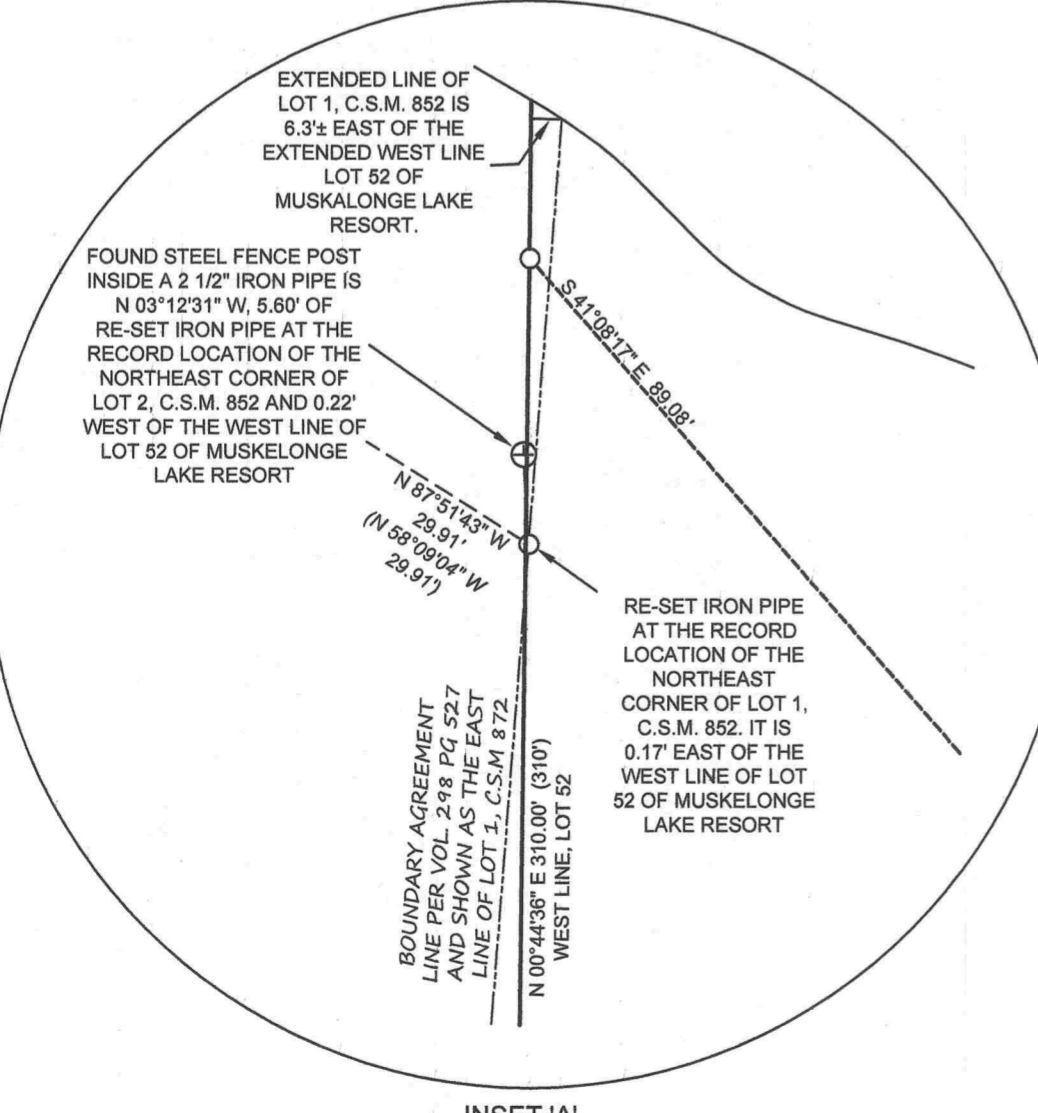 EXTENDED LINE OF
LOT 1, C.S.M. 852 IS
6.3'± EAST OF THE
EXTENDED WEST LINE
LOT 52 OF
MUSKALONGE LAKE
RESORT.
FOUND STEEL FENCE POST
INSIDE A 2 1/2" IRON PIPE IS
N 03°12'31" W, 5.60' OF
RE-SET IRON PIPE AT THE
RECORD LOCATION OF THE
NORTHEAST CORNER OF
LOT 2, C.S.M. 852 AND 0.22'
WEST OF THE WEST LINE OF
LOT 52 OF MUSKELONGE
LAKE RESORT
S 41°08'17" E 89.08'
N 87°51'43" W
29.91'
(N 58°09'04" W
29.91')
RE-SET IRON PIPE
AT THE RECORD
LOCATION OF THE
NORTHEAST
CORNER OF LOT 1,
C.S.M. 852. IT IS
0.17' EAST OF THE
WEST LINE OF LOT
52 OF MUSKELONGE
LAKE RESORT
BOUNDARY AGREEMENT
LINE PER VOL. 298 PG 527
AND SHOWN AS THE EAST
LINE OF LOT 1, C.S.M 872
N 00°44'36" E 310.00' (310')
WEST LINE, LOT 52
INSET 'A'